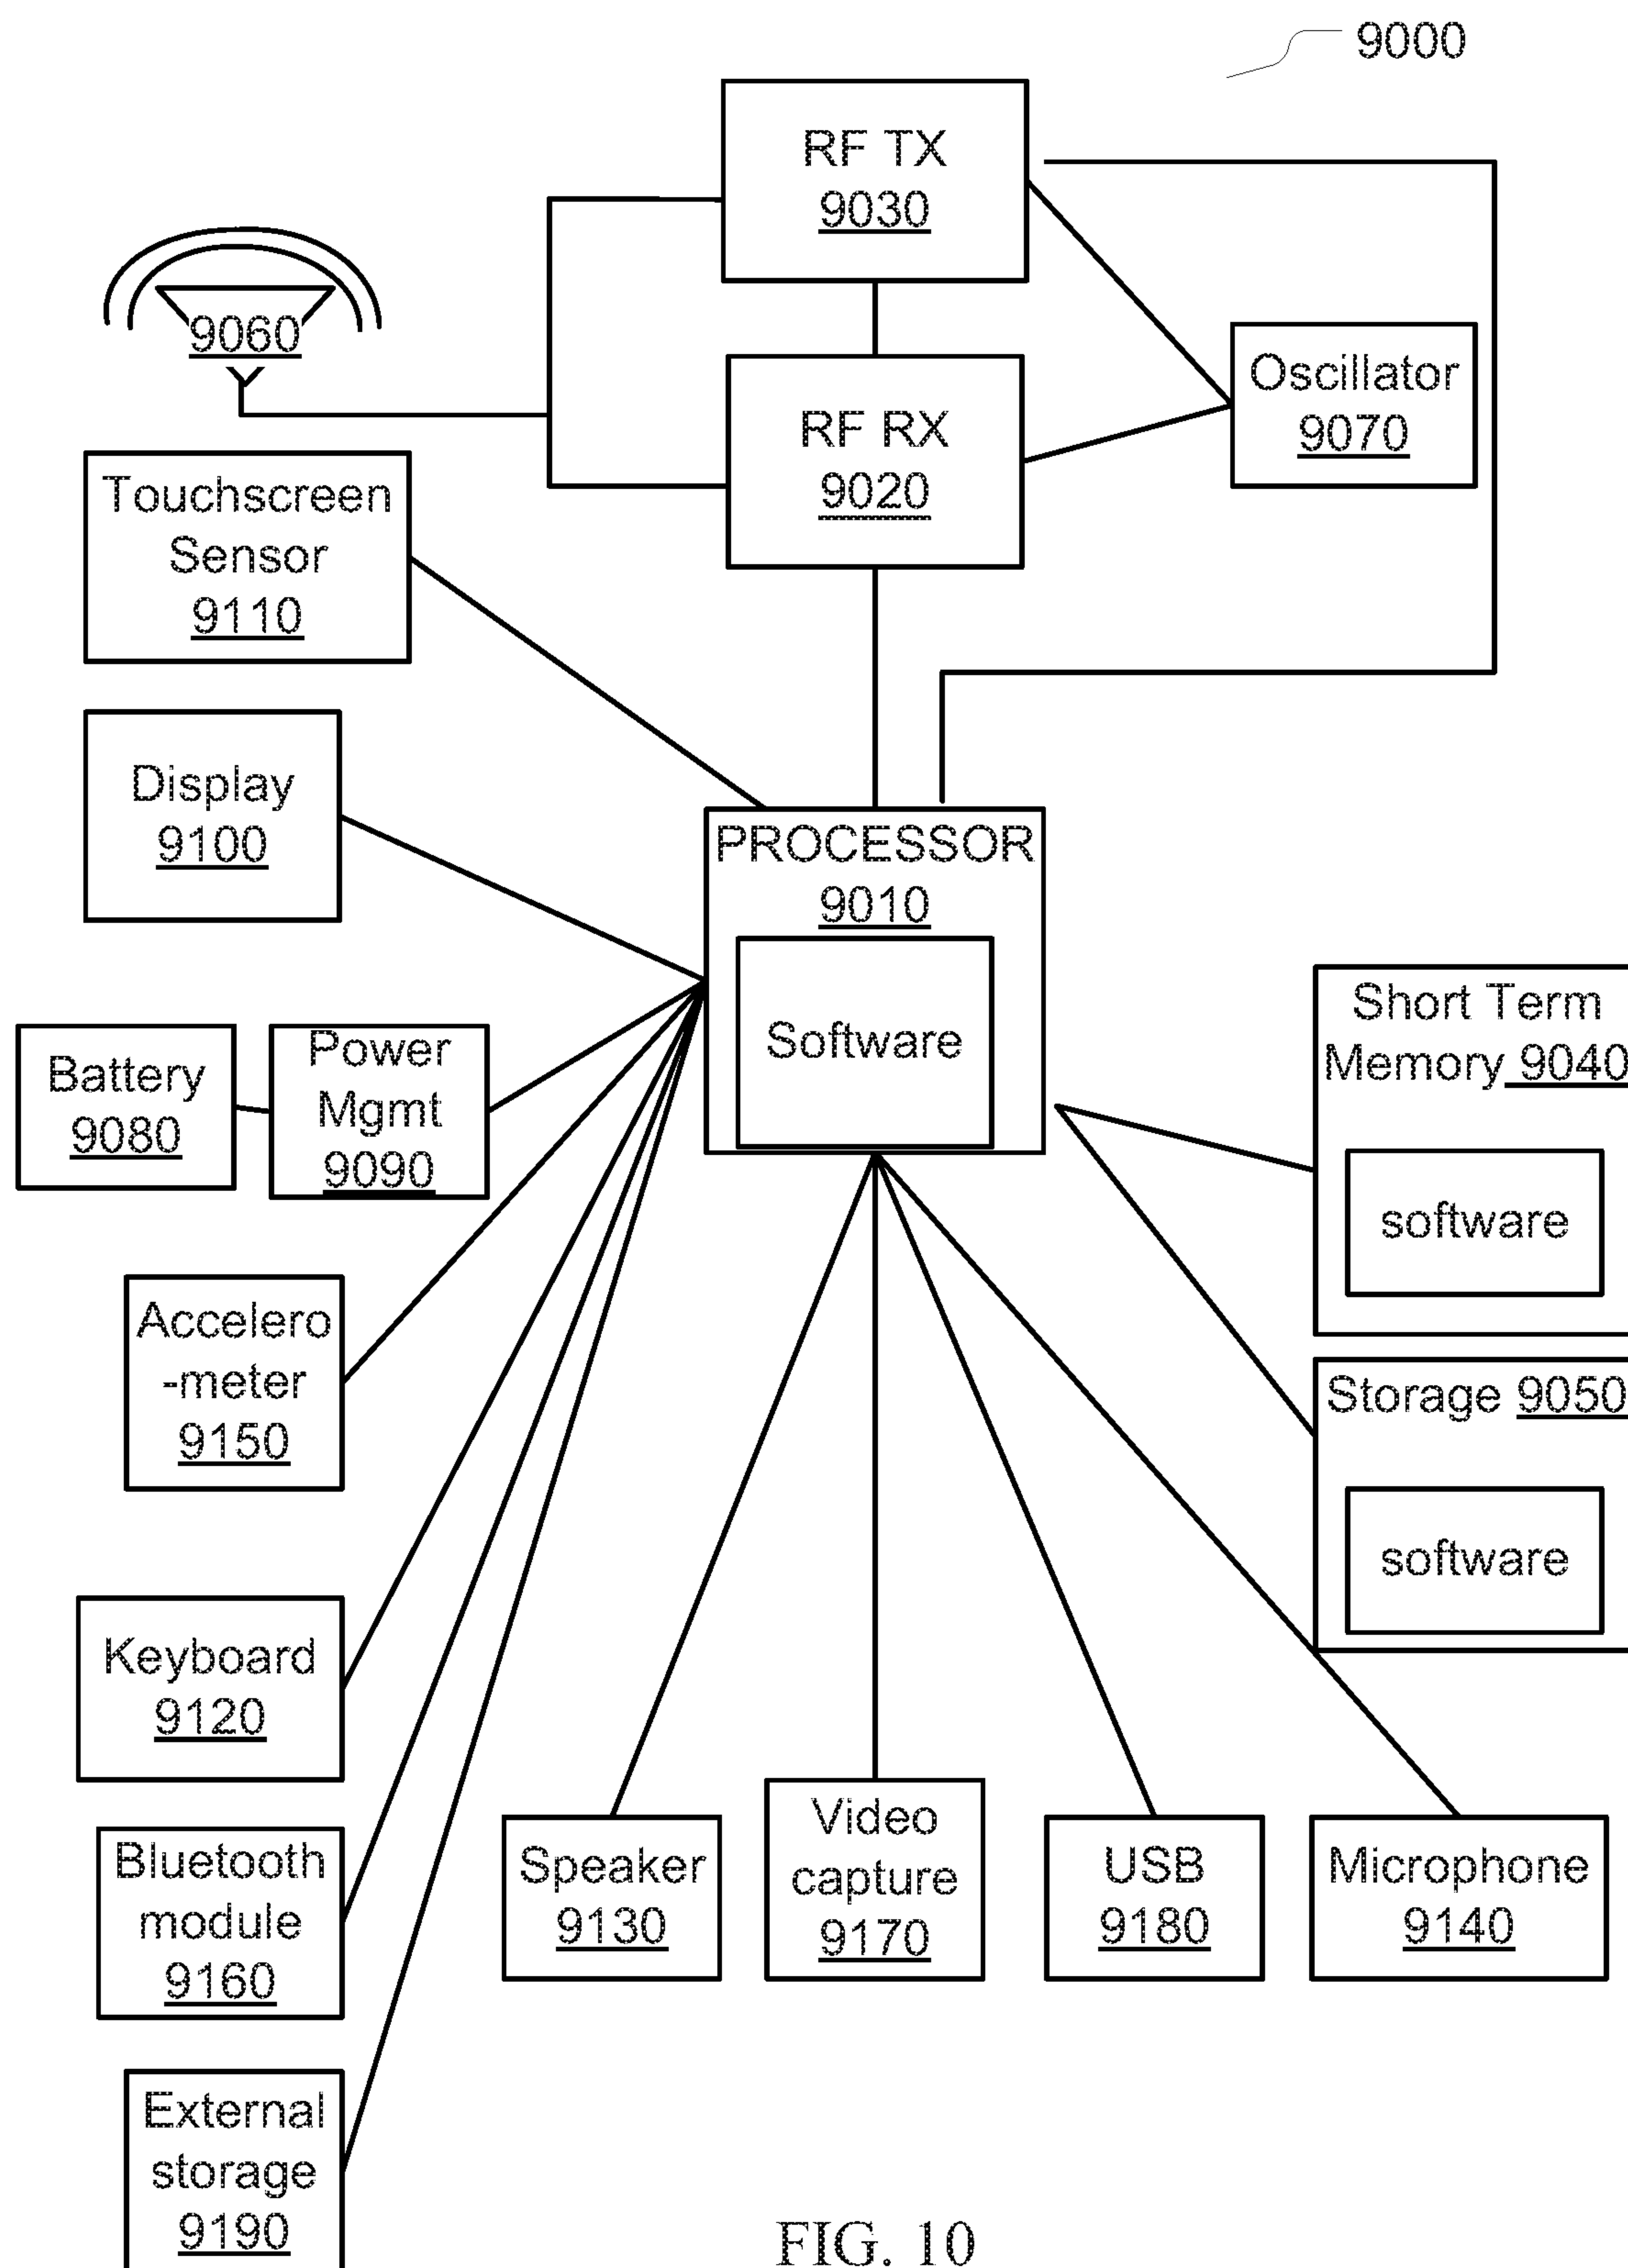 9000
RF TX
9030
9060
RF RX
9020
Oscillator
9070
Touchscreen
Sensor
9110
Display
9100
PROCESSOR
9010
Software
Short Term
Memory 9040
software
Battery
9080
Power
Mgmt
9090
Accelero
-meter
9150
Storage 9050
software
Keyboard
9120
Bluetooth
module
9160
Speaker
9130
Video
capture
9170
USB
9180
Microphone
9140
External
storage
9190
FIG. 10